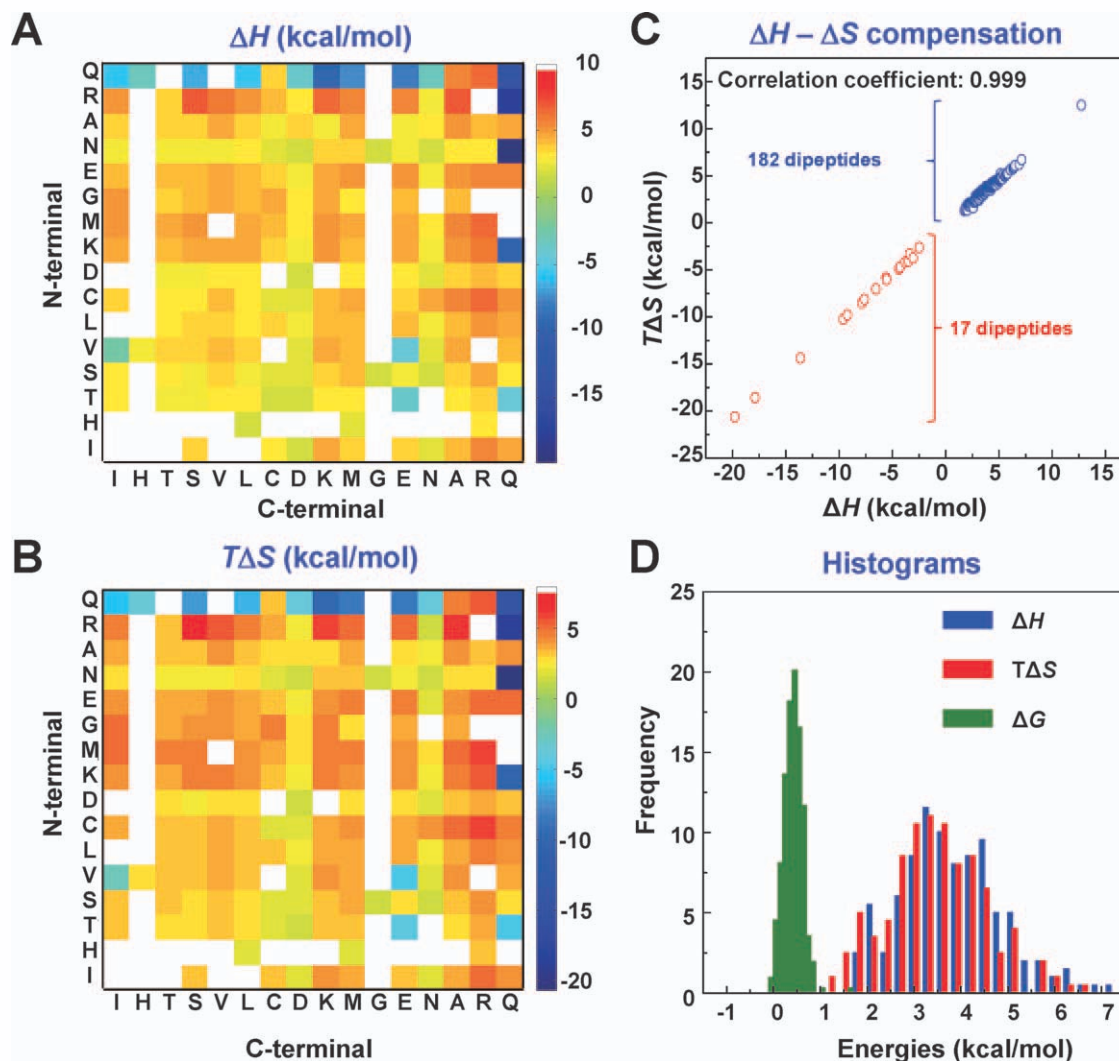 A
ΔH (kcal/mol)
N-terminal
Q
R
A
N
E
G
M
K
D
C
L
V
S
T
H
I
I H T S V L C D K M G E N A R Q
C-terminal
10
5
0
-5
-10
-15
B
TΔS (kcal/mol)
N-terminal
Q
R
A
N
E
G
M
K
D
C
L
V
S
T
H
I
I H T S V L C D K M G E N A R Q
C-terminal
5
0
-5
-10
-15
-20
C
ΔH – ΔS compensation
Correlation coefficient: 0.999
182 dipeptides
17 dipeptides
TΔS (kcal/mol)
15
10
5
0
-5
-10
-15
-20
-25
-20 -15 -10 -5 0 5 10 15
ΔH (kcal/mol)
D
Histograms
ΔH
TΔS
ΔG
Frequency
25
20
15
10
5
0
-1 0 1 2 3 4 5 6 7
Energies (kcal/mol)